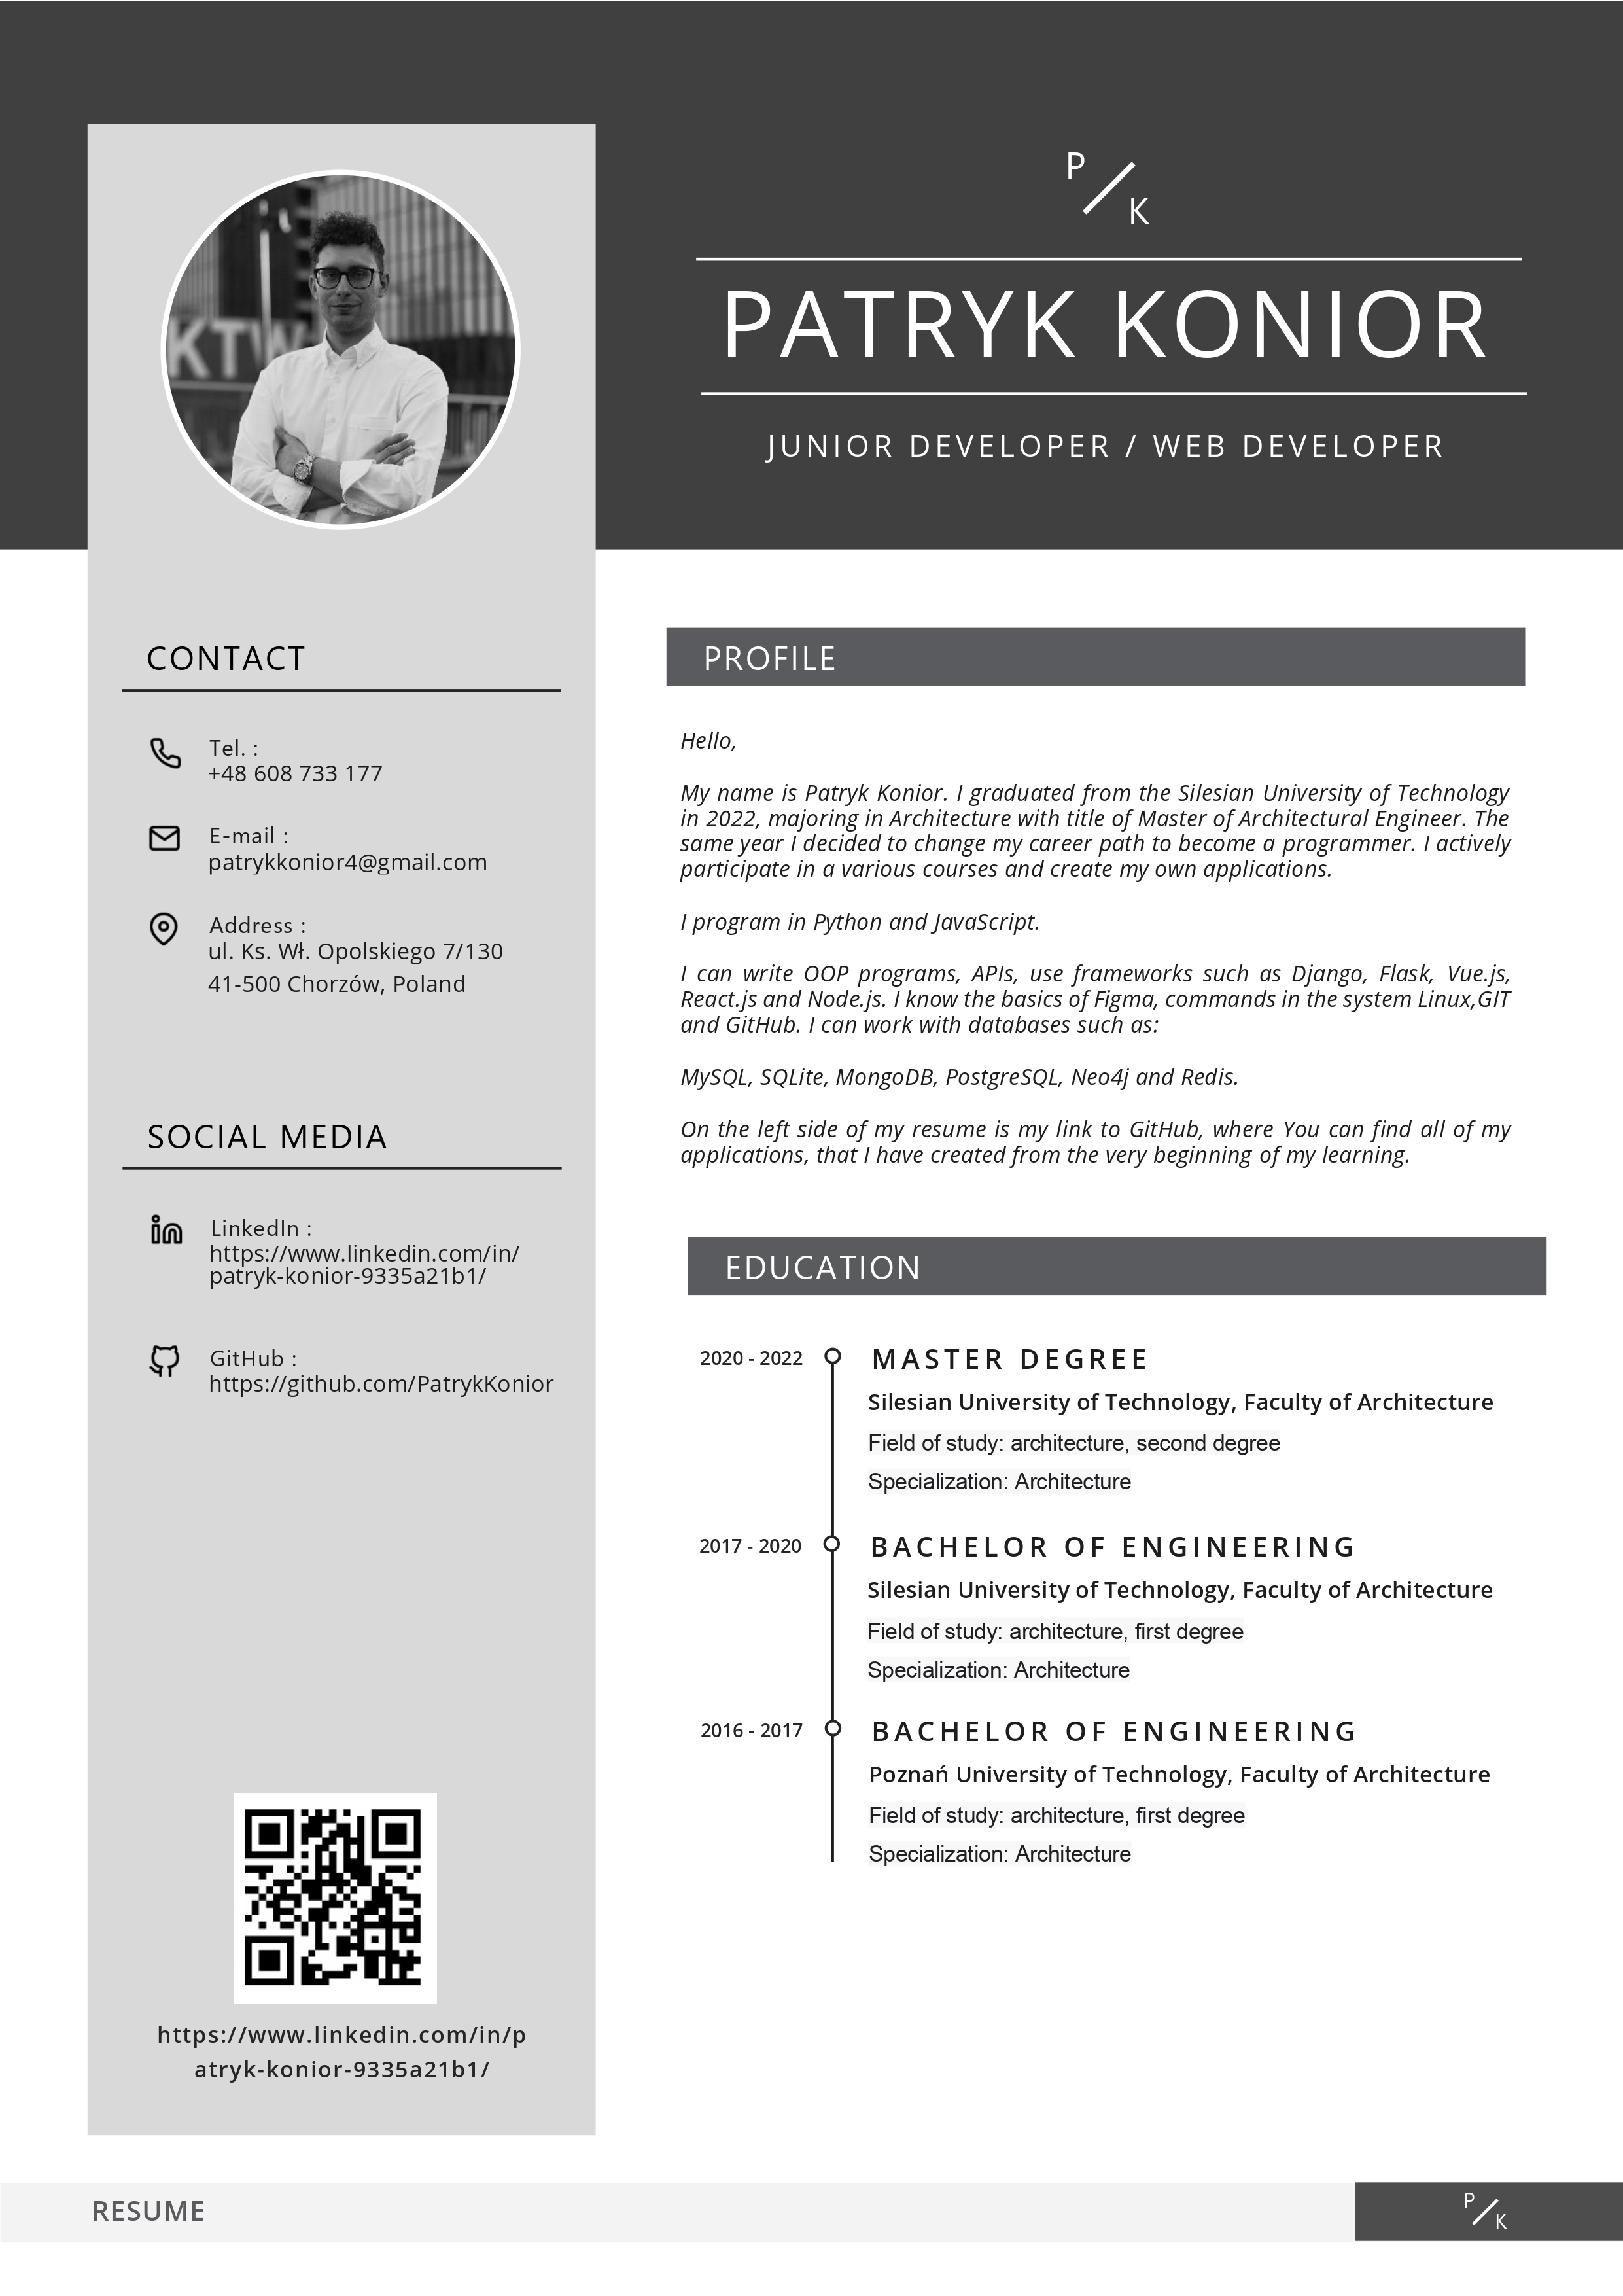 P
K
PATRYK KONIOR
JUNIOR DEVELOPER / WEB DEVELOPER
KTW
CONTACT
Tel. :
+48 608 733 177
E-mail :
patrykkonior4@gmail.com
Address :
ul. Ks. Wł. Opolskiego 7/130
41-500 Chorzów, Poland
SOCIAL MEDIA
LinkedIn :
https://www.linkedin.com/in/
patryk-konior-9335a21b1/
GitHub :
https://github.com/PatrykKonior
https://www.linkedin.com/in/p
atryk-konior-9335a21b1/
PROFILE
Hello,
My name is Patryk Konior. I graduated from the Silesian University of Technology
in 2022, majoring in Architecture with title of Master of Architectural Engineer. The
same year I decided to change my career path to become a programmer. I actively
participate in a various courses and create my own applications.
I program in Python and JavaScript.
I can write OOP programs, APIs, use frameworks such as Django, Flask, Vue.js,
React.js and Node.js. I know the basics of Figma, commands in the system Linux,GIT
and GitHub. I can work with databases such as:
MySQL, SQLite, MongoDB, PostgreSQL, Neo4j and Redis.
On the left side of my resume is my link to GitHub, where You can find all of my
applications, that I have created from the very beginning of my learning.
EDUCATION
2020 - 2022
MASTER DEGREE
Silesian University of Technology, Faculty of Architecture
Field of study: architecture, second degree
Specialization: Architecture
2017 - 2020
BACHELOR OF ENGINEERING
Silesian University of Technology, Faculty of Architecture
Field of study: architecture, first degree
Specialization: Architecture
2016 - 2017
BACHELOR OF ENGINEERING
Poznań University of Technology, Faculty of Architecture
Field of study: architecture, first degree
Specialization: Architecture
RESUME
P
K